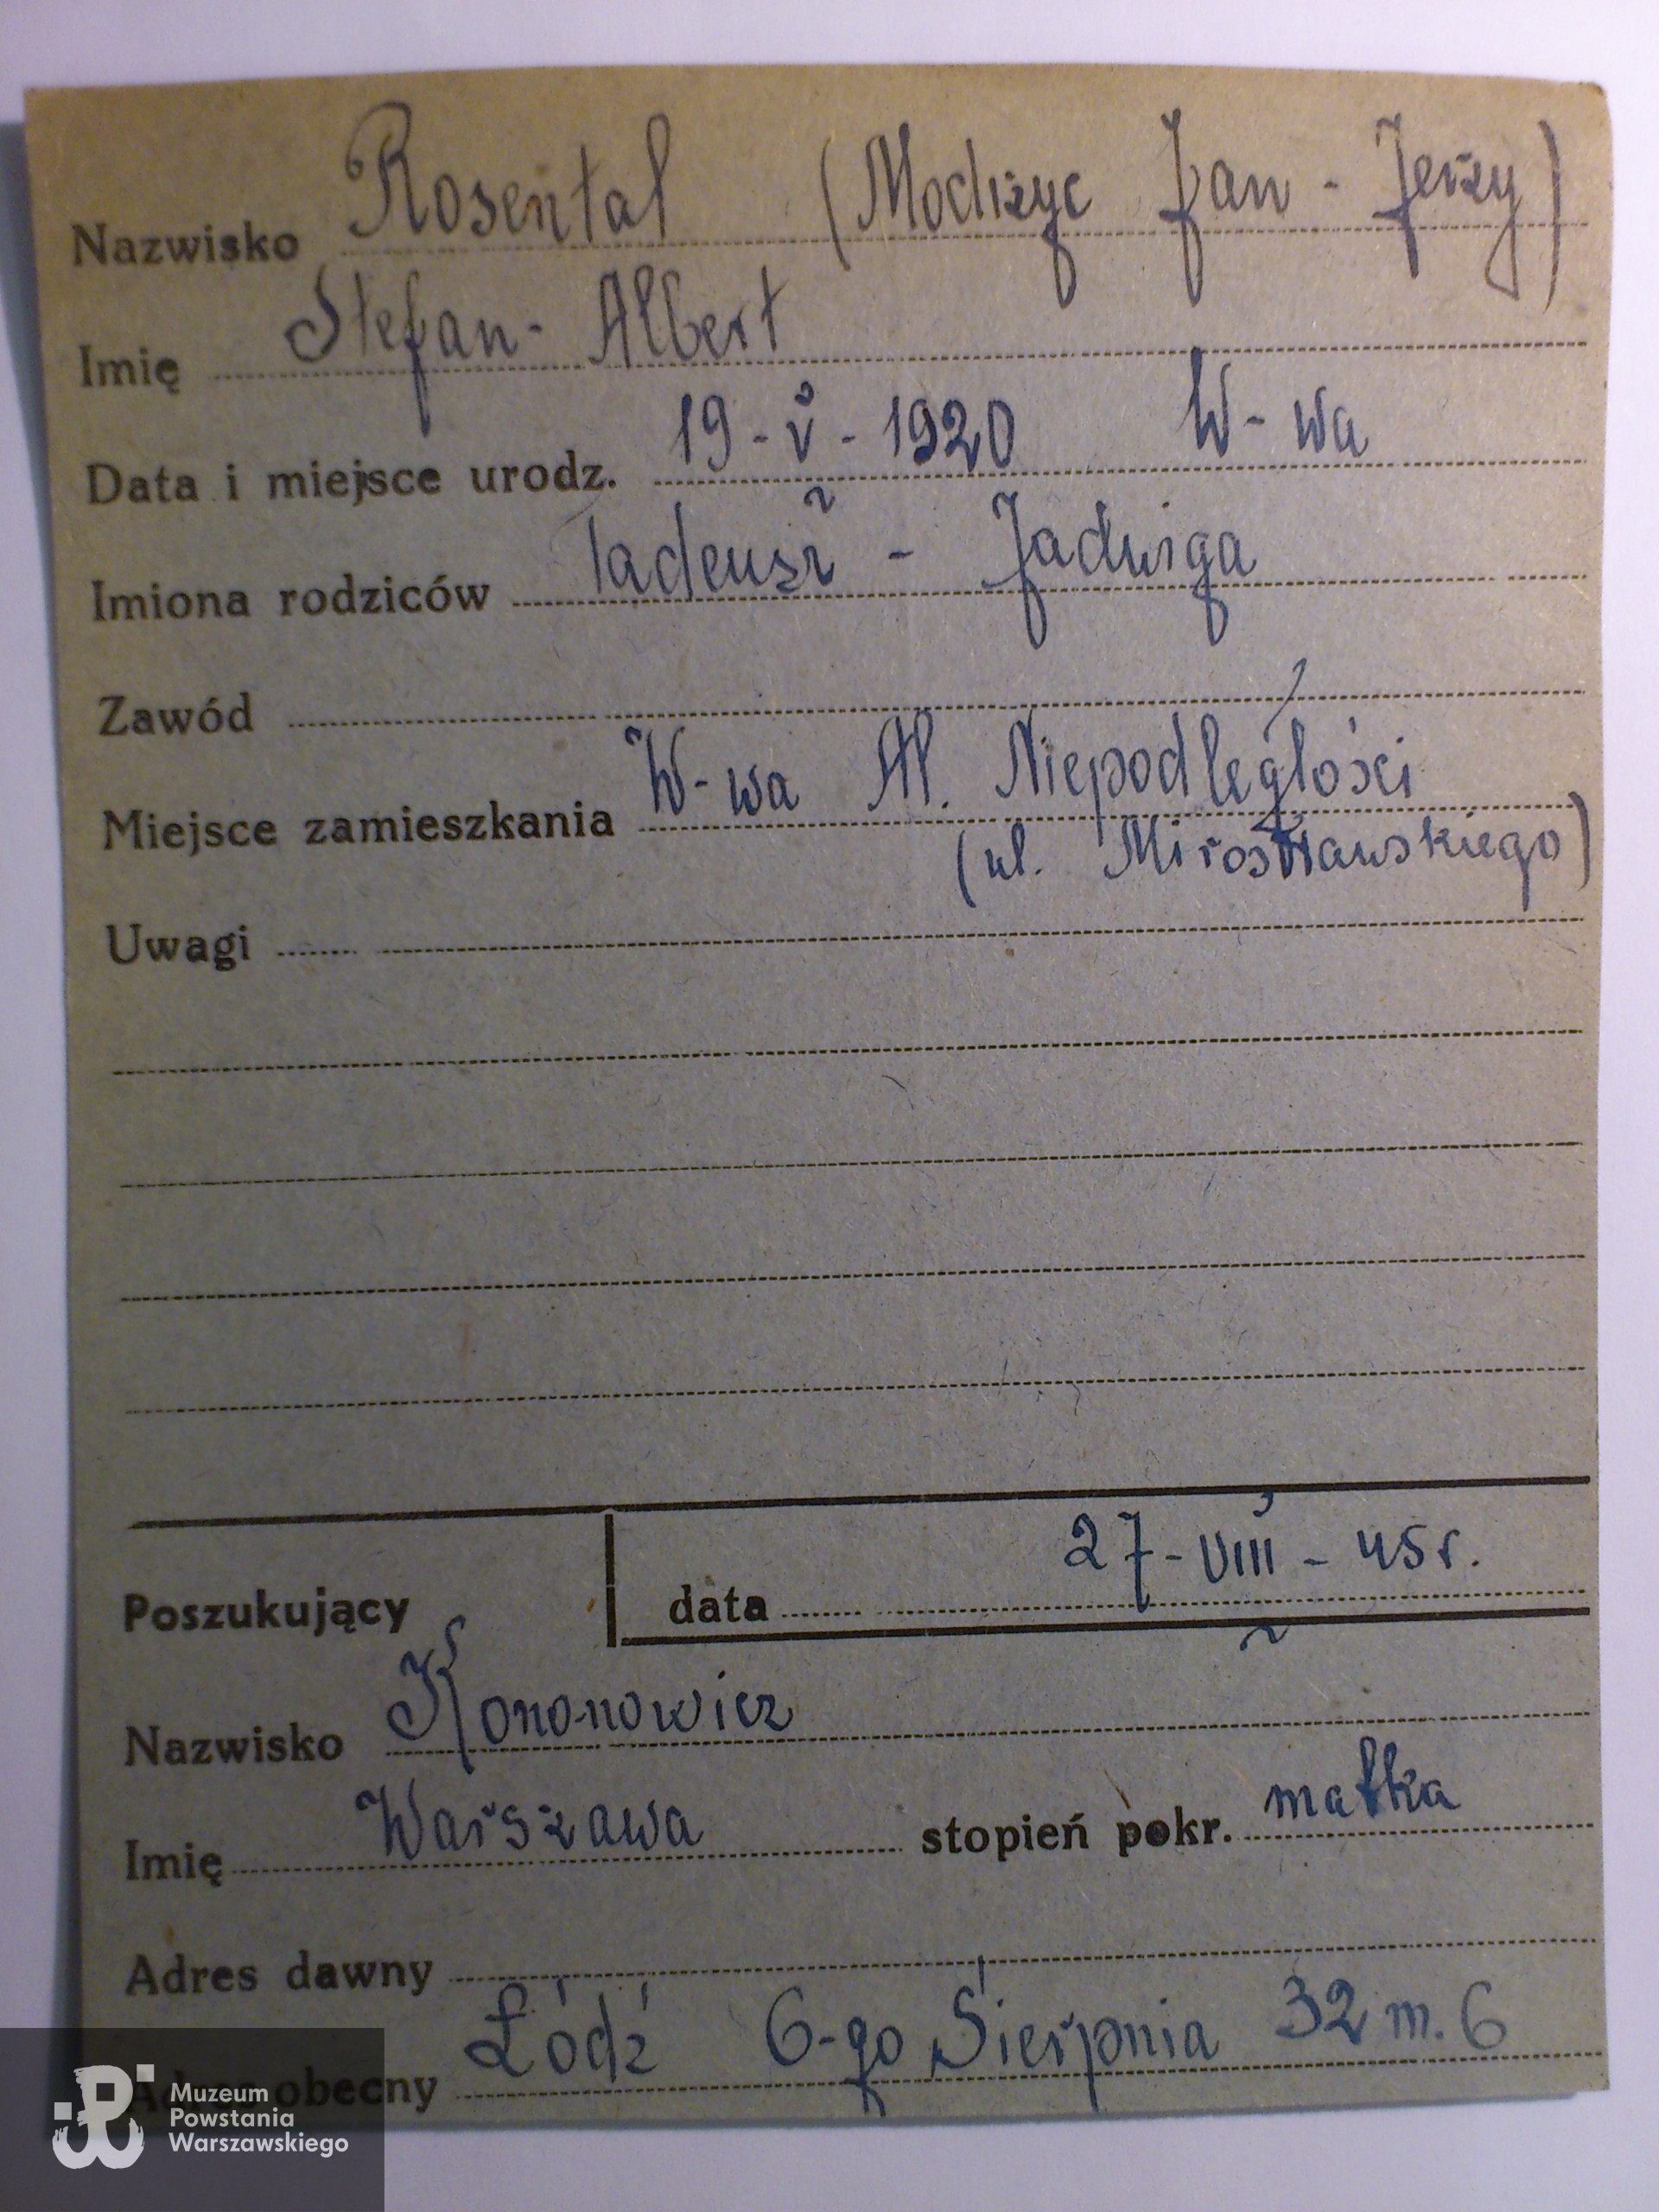 Nazwisko Rosental (Modrzyc Jan - Jerzy)
Imię Stefan - Albert
Data i miejsce urodz. 19 - V - 1920 W-wa
Imiona rodziców Tadeusz - Jadwiga
Zawód
Miejsce zamieszkania W-wa Al. Niepodległości
(ul. Mirosławskiego)
Uwagi
Poszukujący data 27 - VIII - 45 r.
Nazwisko Kononowicz
Imię Warszawa stopień pokr. matka
Adres dawny
Adres obecny Łódź 6-go Sierpnia 32 m. 6
Muzeum
Powstania
Warszawskiego